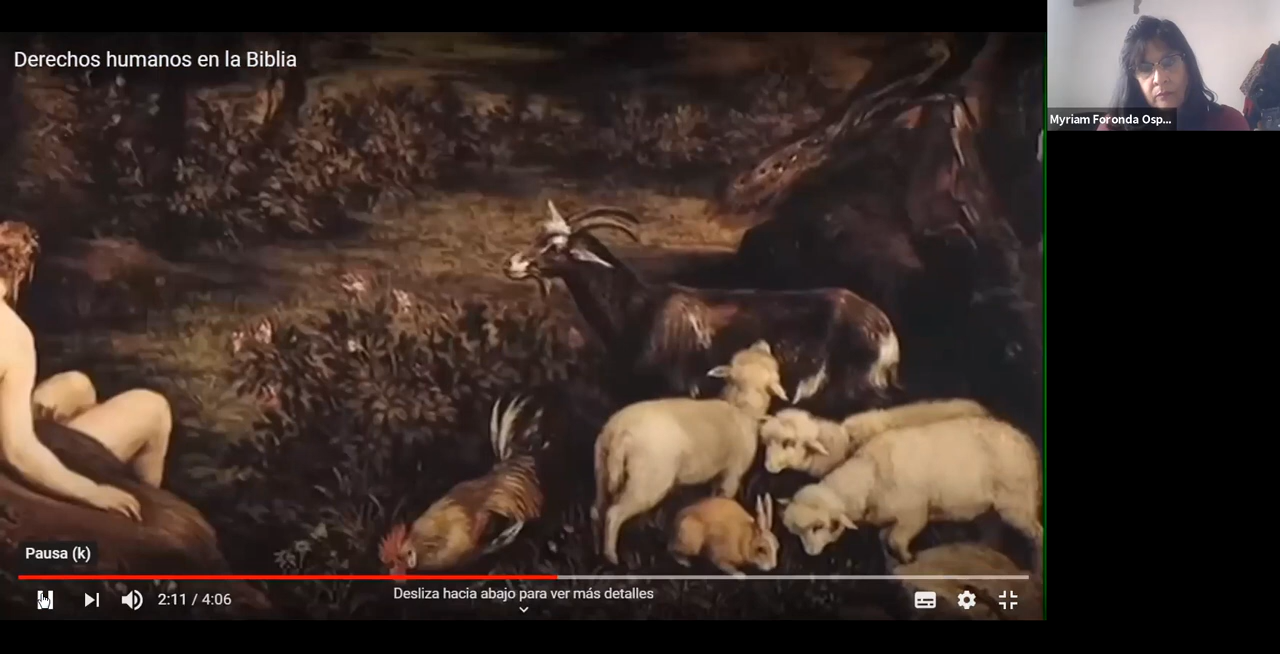 Derechos humanos en la Biblia
Myriam Foronda Osp...
Pausa (k)
2:11 / 4:06
Desliza hacia abajo para ver más detalles